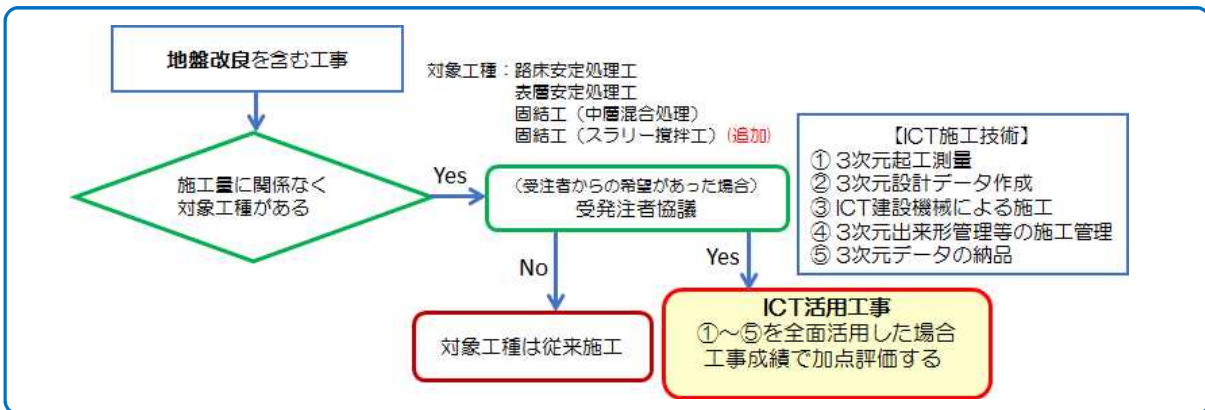 地盤改良を含む工事
対象工種：路床安定処理工
表層安定処理工
固結工（中層混合処理）
固結工（スラリー撹拌工）(追加)
施工量に関係なく
対象工種がある
Yes
（受注者からの希望があった場合）
受発注者協議
【ICT施工技術】
① ３次元起工測量
② ３次元設計データ作成
③ ICT建設機械による施工
④ ３次元出来形管理等の施工管理
⑤ ３次元データの納品
No
Yes
対象工種は従来施工
ICT活用工事
①～⑤を全面活用した場合
工事成績で加点評価する